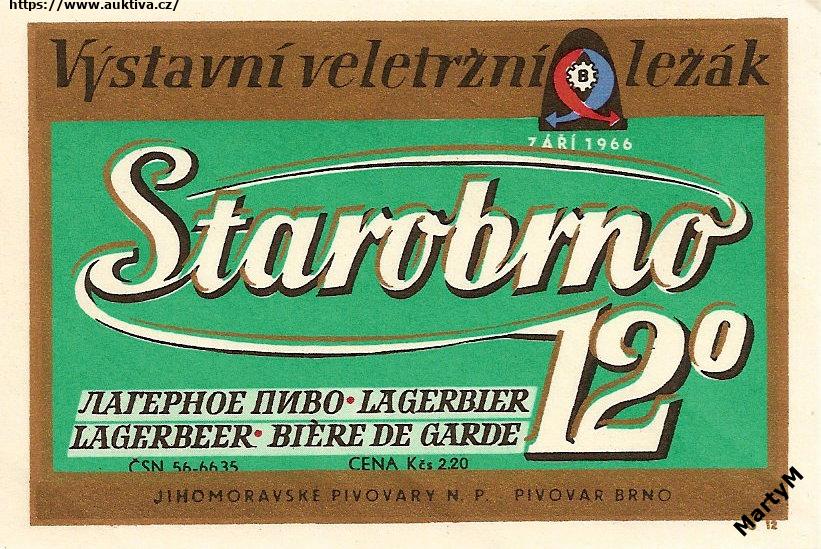 https://www.auktiva.cz/
Výstavní veletržní B ležák
ZÁŘÍ 1966
Starobrno
12º
ЛАГЕРНОЕ ПИВО • LAGERBIER
LAGERBEER • BIÈRE DE GARDE
ČSN 56-6635 CENA Kčs 2.20
JIHOMORAVSKÉ PIVOVARY N. P. PIVOVAR BRNO
12
MartyM